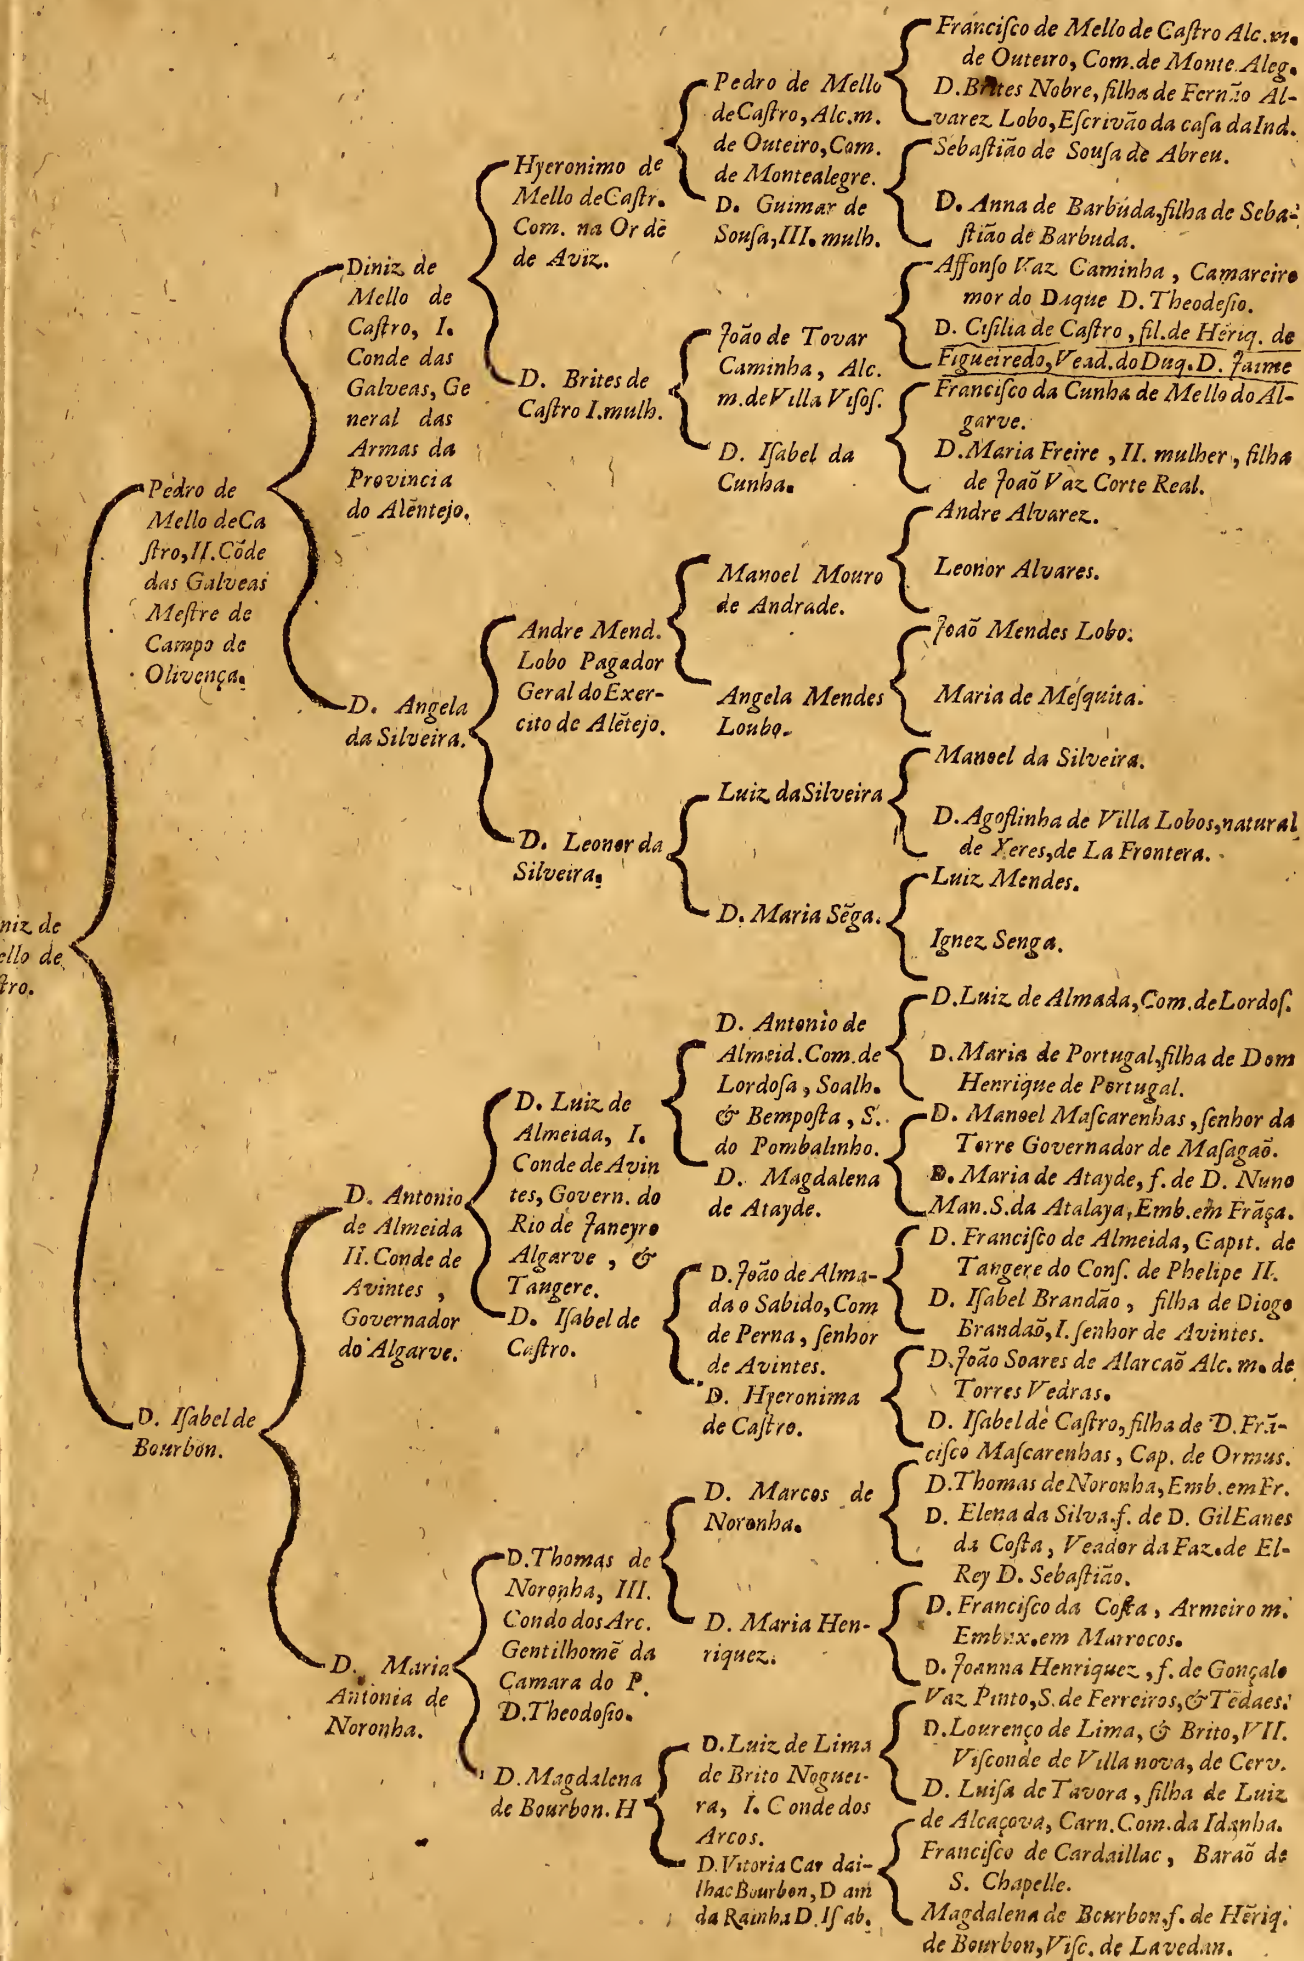 niz de
ello de
ſtro.
Pedro de
Mello deCa
ſtro, II. Cõde
das Galveas
Meſtre de
Campo de
Olivença.
D. Iſabel de
Bourbon.
Diniz de
Mello de
Caſtro, I.
Conde das
Galveas, Ge
neral das
Armas da
Provincia
do Alẽntejo.
D. Angela
da Silveira.
D. Antonio
de Almeida
II. Conde de
Avintes ,
Governador
do Algarve.
D. Maria
Antonia de
Noronha.
Hyeronimo de
Mello deCaſtr.
Com. na Or dẽ
de Aviz.
D. Brites de
Caſtro I. mulh.
Andre Mend.
Lobo Pagador
Geral do Exer-
cito de Alẽtejo.
D. Leonor da
Silveira.
D. Luiz de
Almeida, I.
Conde de Avin
tes, Govern. do
Rio de Janeyro
Algarve , &
Tangere.
D. Iſabel de
Caſtro.
D. Thomas de
Noronha, III.
Condo dos Arc.
Gentilhomẽ da
Camara do P.
D. Theodoſio.
D. Magdalena
de Bourbon. H
Pedro de Mello
deCaſtro, Alc. m.
de Outeiro, Com.
de Montealegre.
D. Guimar de
Souſa, III. mulh.
João de Tovar
Caminha, Alc.
m. de Villa Viſoſ.
D. Iſabel da
Cunha.
Manoel Mouro
de Andrade.
Angela Mendes
Loubo.
Luiz daSilveira
D. Maria Sẽga.
D. Antonio de
Almeid. Com. de
Lordoſa , Soalh.
& Bempoſta , S.
do Pombalinho.
D. Magdalena
de Atayde.
D. João de Alma-
da o Sabido, Com
de Perna , ſenhor
de Avintes.
D. Hyeronima
de Caſtro.
D. Marcos de
Noronha.
D. Maria Hen-
riquez.
D. Luiz de Lima
de Brito Noguei-
ra, I. Conde dos
Arcos.
D. Vitoria Car dai-
lhac Bourbon, D am
da Rainha D. Iſ ab.
Franciſco de Mello de Caſtro Alc. m.
de Outeiro, Com. de Monte Aleg.
D. Brites Nobre, filha de Fernão Al-
varez Lobo, Eſcrivão da caſa da Ind.
Sebaſtião de Souſa de Abreu.
D. Anna de Barbuda, filha de Seba-
ſtião de Barbuda.
Affonſo Vaz Caminha , Camareiro
mor do Duque D. Theodeſio.
D. Ciſilia de Caſtro , fil. de Hẽriq. de
Figueiredo, Vead. do Duq. D. Jaime
Franciſco da Cunha de Mello do Al-
garve.
D. Maria Freire , II. mulher , filha
de Joaõ Vaz Corte Real.
Andre Alvarez.
Leonor Alvares.
Joaõ Mendes Lobo.
Maria de Meſquita.
Manoel da Silveira.
D. Agoſtinha de Villa Lobos, natural
de Xeres, de La Frontera.
Luiz Mendes.
Ignez Senga.
D. Luiz de Almada, Com. de Lordoſ.
D. Maria de Portugal, filha de Dom
Henrique de Portugal.
D. Manoel Maſcarenhas , ſenhor da
Torre Governador de Maſagaõ.
D. Maria de Atayde, f. de D. Nuno
Man. S. da Atalaya, Emb. em Frãça.
D. Franciſco de Almeida, Capit. de
Tangere do Conſ. de Phelipe II.
D. Iſabel Brandão , filha de Diogo
Brandaõ, I. ſenhor de Avintes.
D. João Soares de Alarcaõ Alc. m. de
Torres Vedras.
D. Iſabel de Caſtro, filha de D. Frã-
ciſco Maſcarenhas , Cap. de Ormus.
D. Thomas de Noronha, Emb. em Fr.
D. Elena da Silva. f. de D. Gil Eanes
da Coſta , Veador da Faz. de El-
Rey D. Sebaſtião.
D. Franciſco da Coſta , Armeiro m.
Embax. em Marrocos.
D. Joanna Henriquez , f. de Gonçalo
Vaz Pinto, S. de Ferreiros, & Tẽdaes.
D. Lourenço de Lima, & Brito, VII.
Viſconde de Villa nova, de Cerv.
D. Luiſa de Tavora , filha de Luiz
de Alcaçova, Carn. Com. da Idanha.
Franciſco de Cardaillac , Baraõ de
S. Chapelle.
Magdalena de Bourbon, f. de Hẽriq.
de Bourbon, Viſc. de Lavedan.